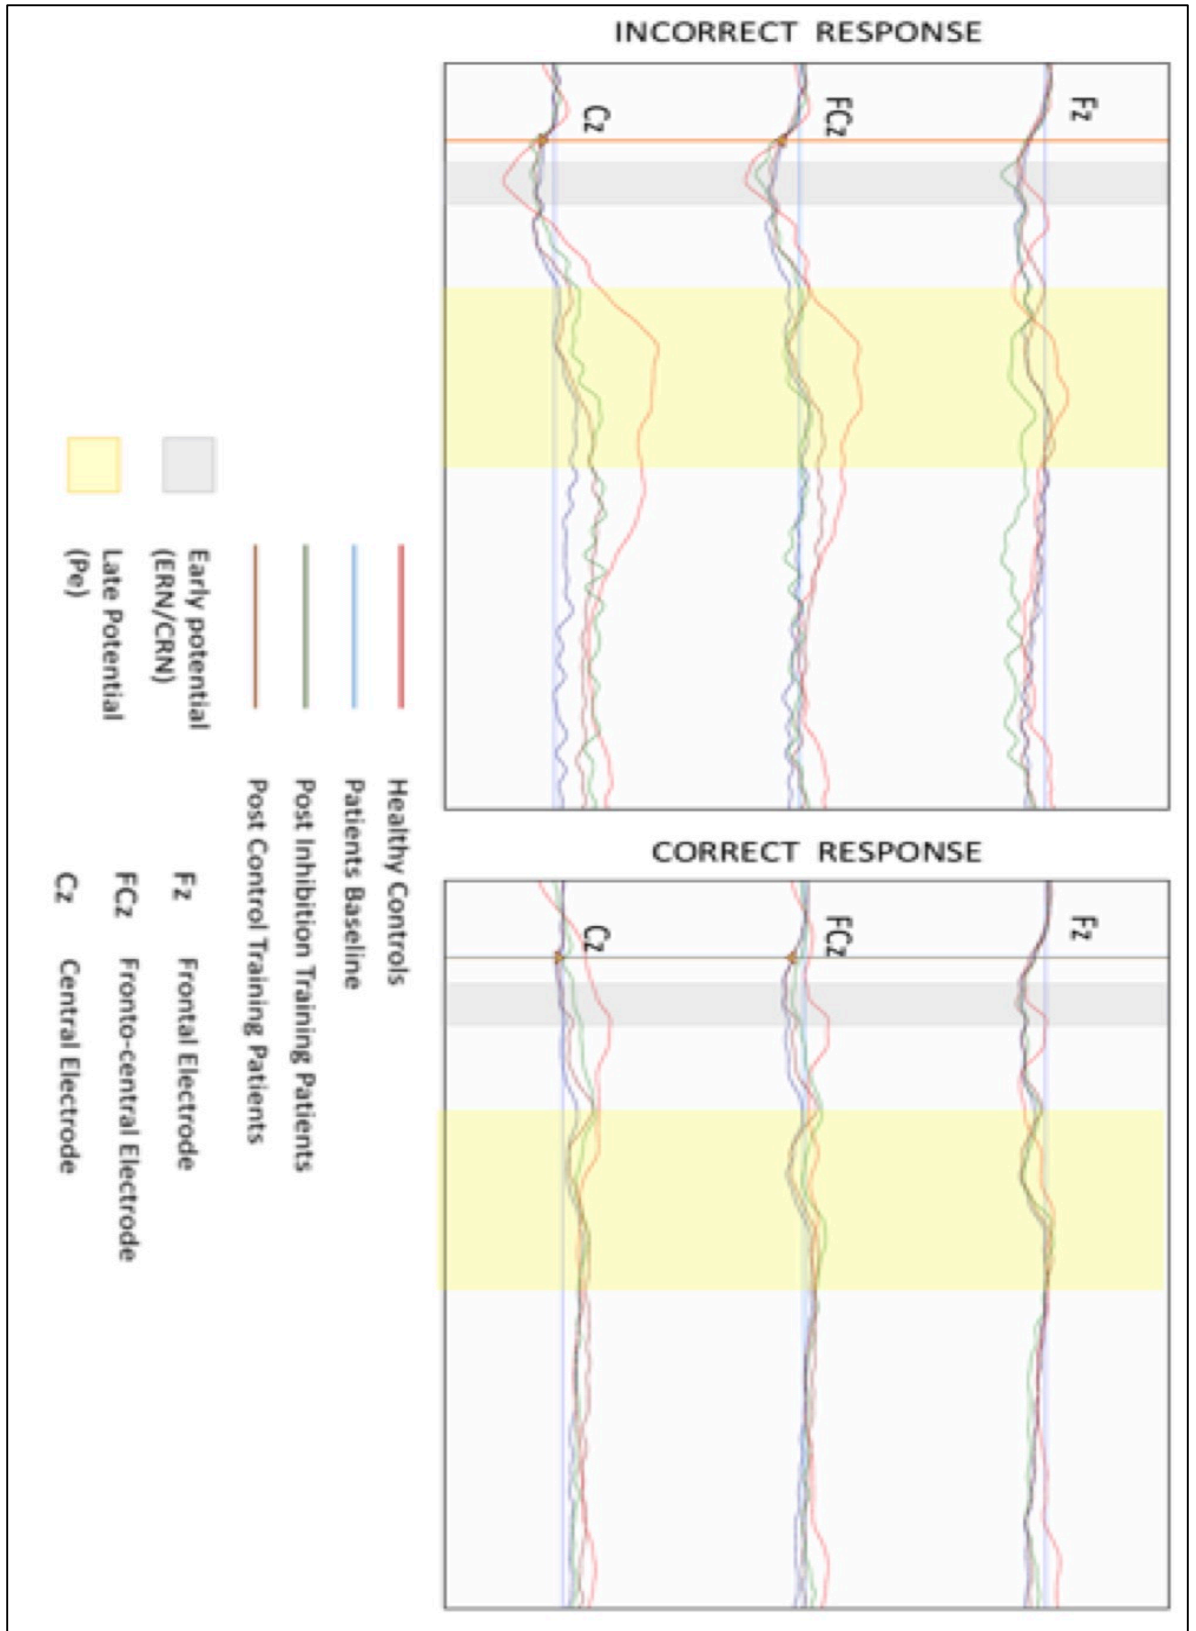 INCORRECT RESPONSE
Fz
FCz
Cz
CORRECT RESPONSE
Fz
FCz
Cz
Healthy Controls
Patients Baseline
Post Inhibition Training Patients
Post Control Training Patients
Early potential
(ERN/CRN)
Late Potential
(Pe)
Fz Frontal Electrode
FCz Fronto-central Electrode
Cz Central Electrode